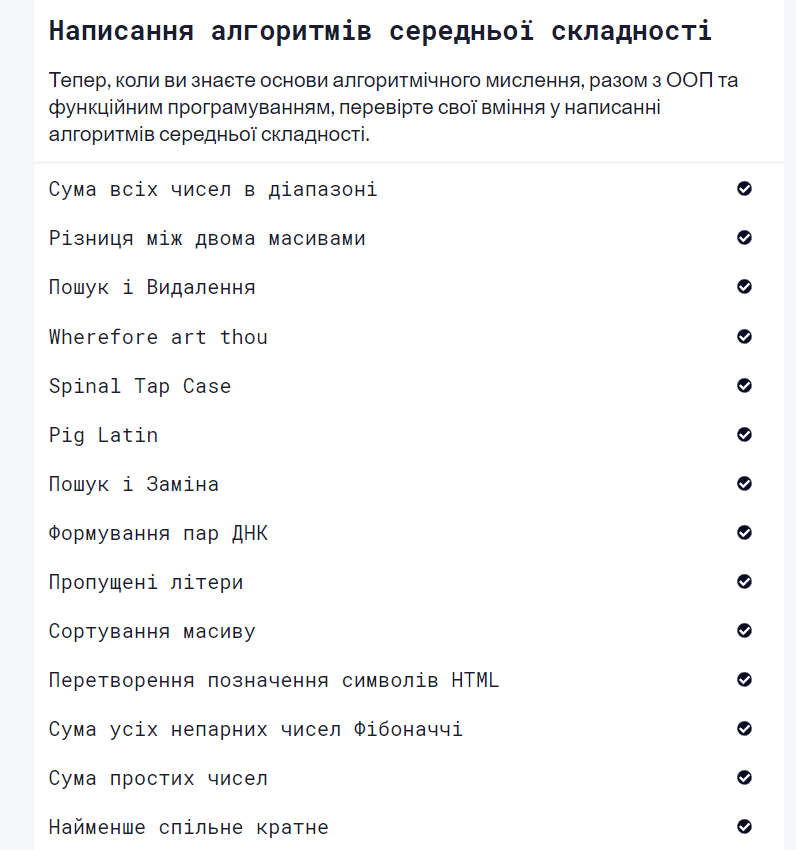 Написання алгоритмів середньої складності
Тепер, коли ви знаєте основи алгоритмічного мислення, разом з ООП та
функційним програмуванням, перевірте свої вміння у написанні
алгоритмів середньої складності.
Сума всіх чисел в діапазоні
Різниця між двома масивами
Пошук і Видалення
Wherefore art thou
Spinal Tap Case
Pig Latin
Пошук і Заміна
Формування пар ДНК
Пропущені літери
Сортування масиву
Перетворення позначення символів HTML
Сума усіх непарних чисел Фібоначчі
Сума простих чисел
Найменше спільне кратне